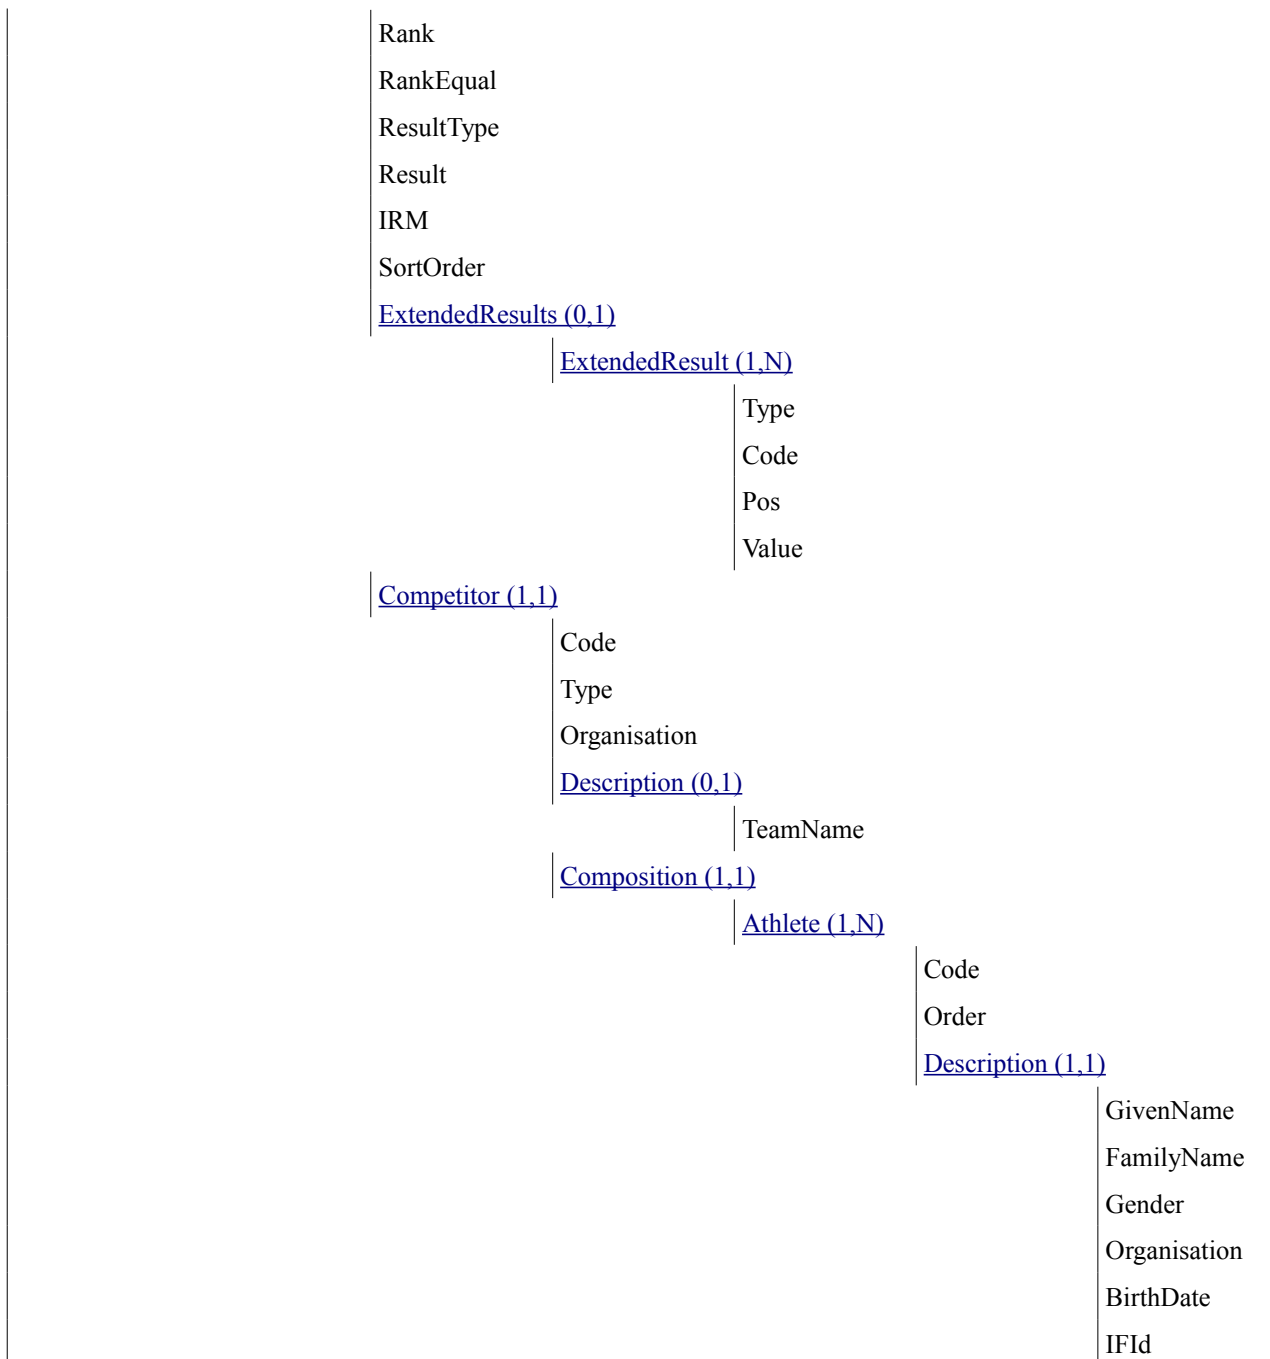 Rank
RankEqual
ResultType
Result
IRM
SortOrder
ExtendedResults (0,1)
ExtendedResult (1,N)
Type
Code
Pos
Value
Competitor (1,1)
Code
Type
Organisation
Description (0,1)
TeamName
Composition (1,1)
Athlete (1,N)
Code
Order
Description (1,1)
GivenName
FamilyName
Gender
Organisation
BirthDate
IFId